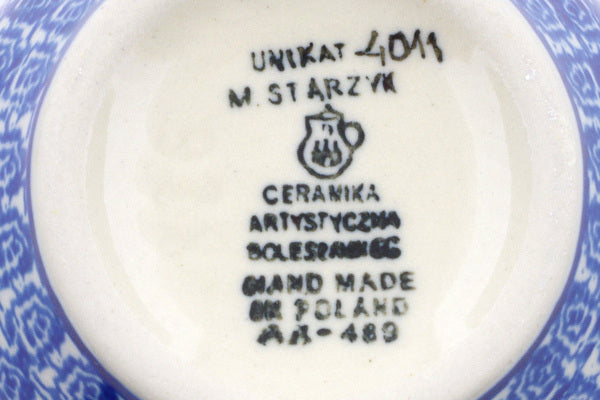 UNIKAT 4011
M. STARZYK
CERAMIKA
ARTYSTYCZNA
BOLESŁAWIEC
HAND MADE
IN POLAND
AA-489